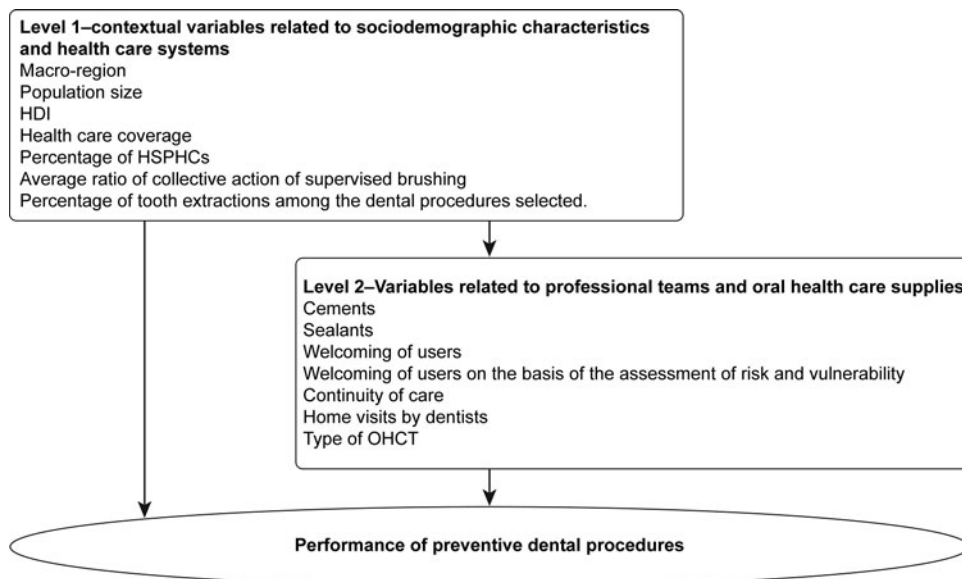 Level 1–contextual variables related to sociodemographic characteristics
and health care systems
Macro-region
Population size
HDI
Health care coverage
Percentage of HSPHCs
Average ratio of collective action of supervised brushing
Percentage of tooth extractions among the dental procedures selected.
Level 2–Variables related to professional teams and oral health care supplies
Cements
Sealants
Welcoming of users
Welcoming of users on the basis of the assessment of risk and vulnerability
Continuity of care
Home visits by dentists
Type of OHCT
Performance of preventive dental procedures